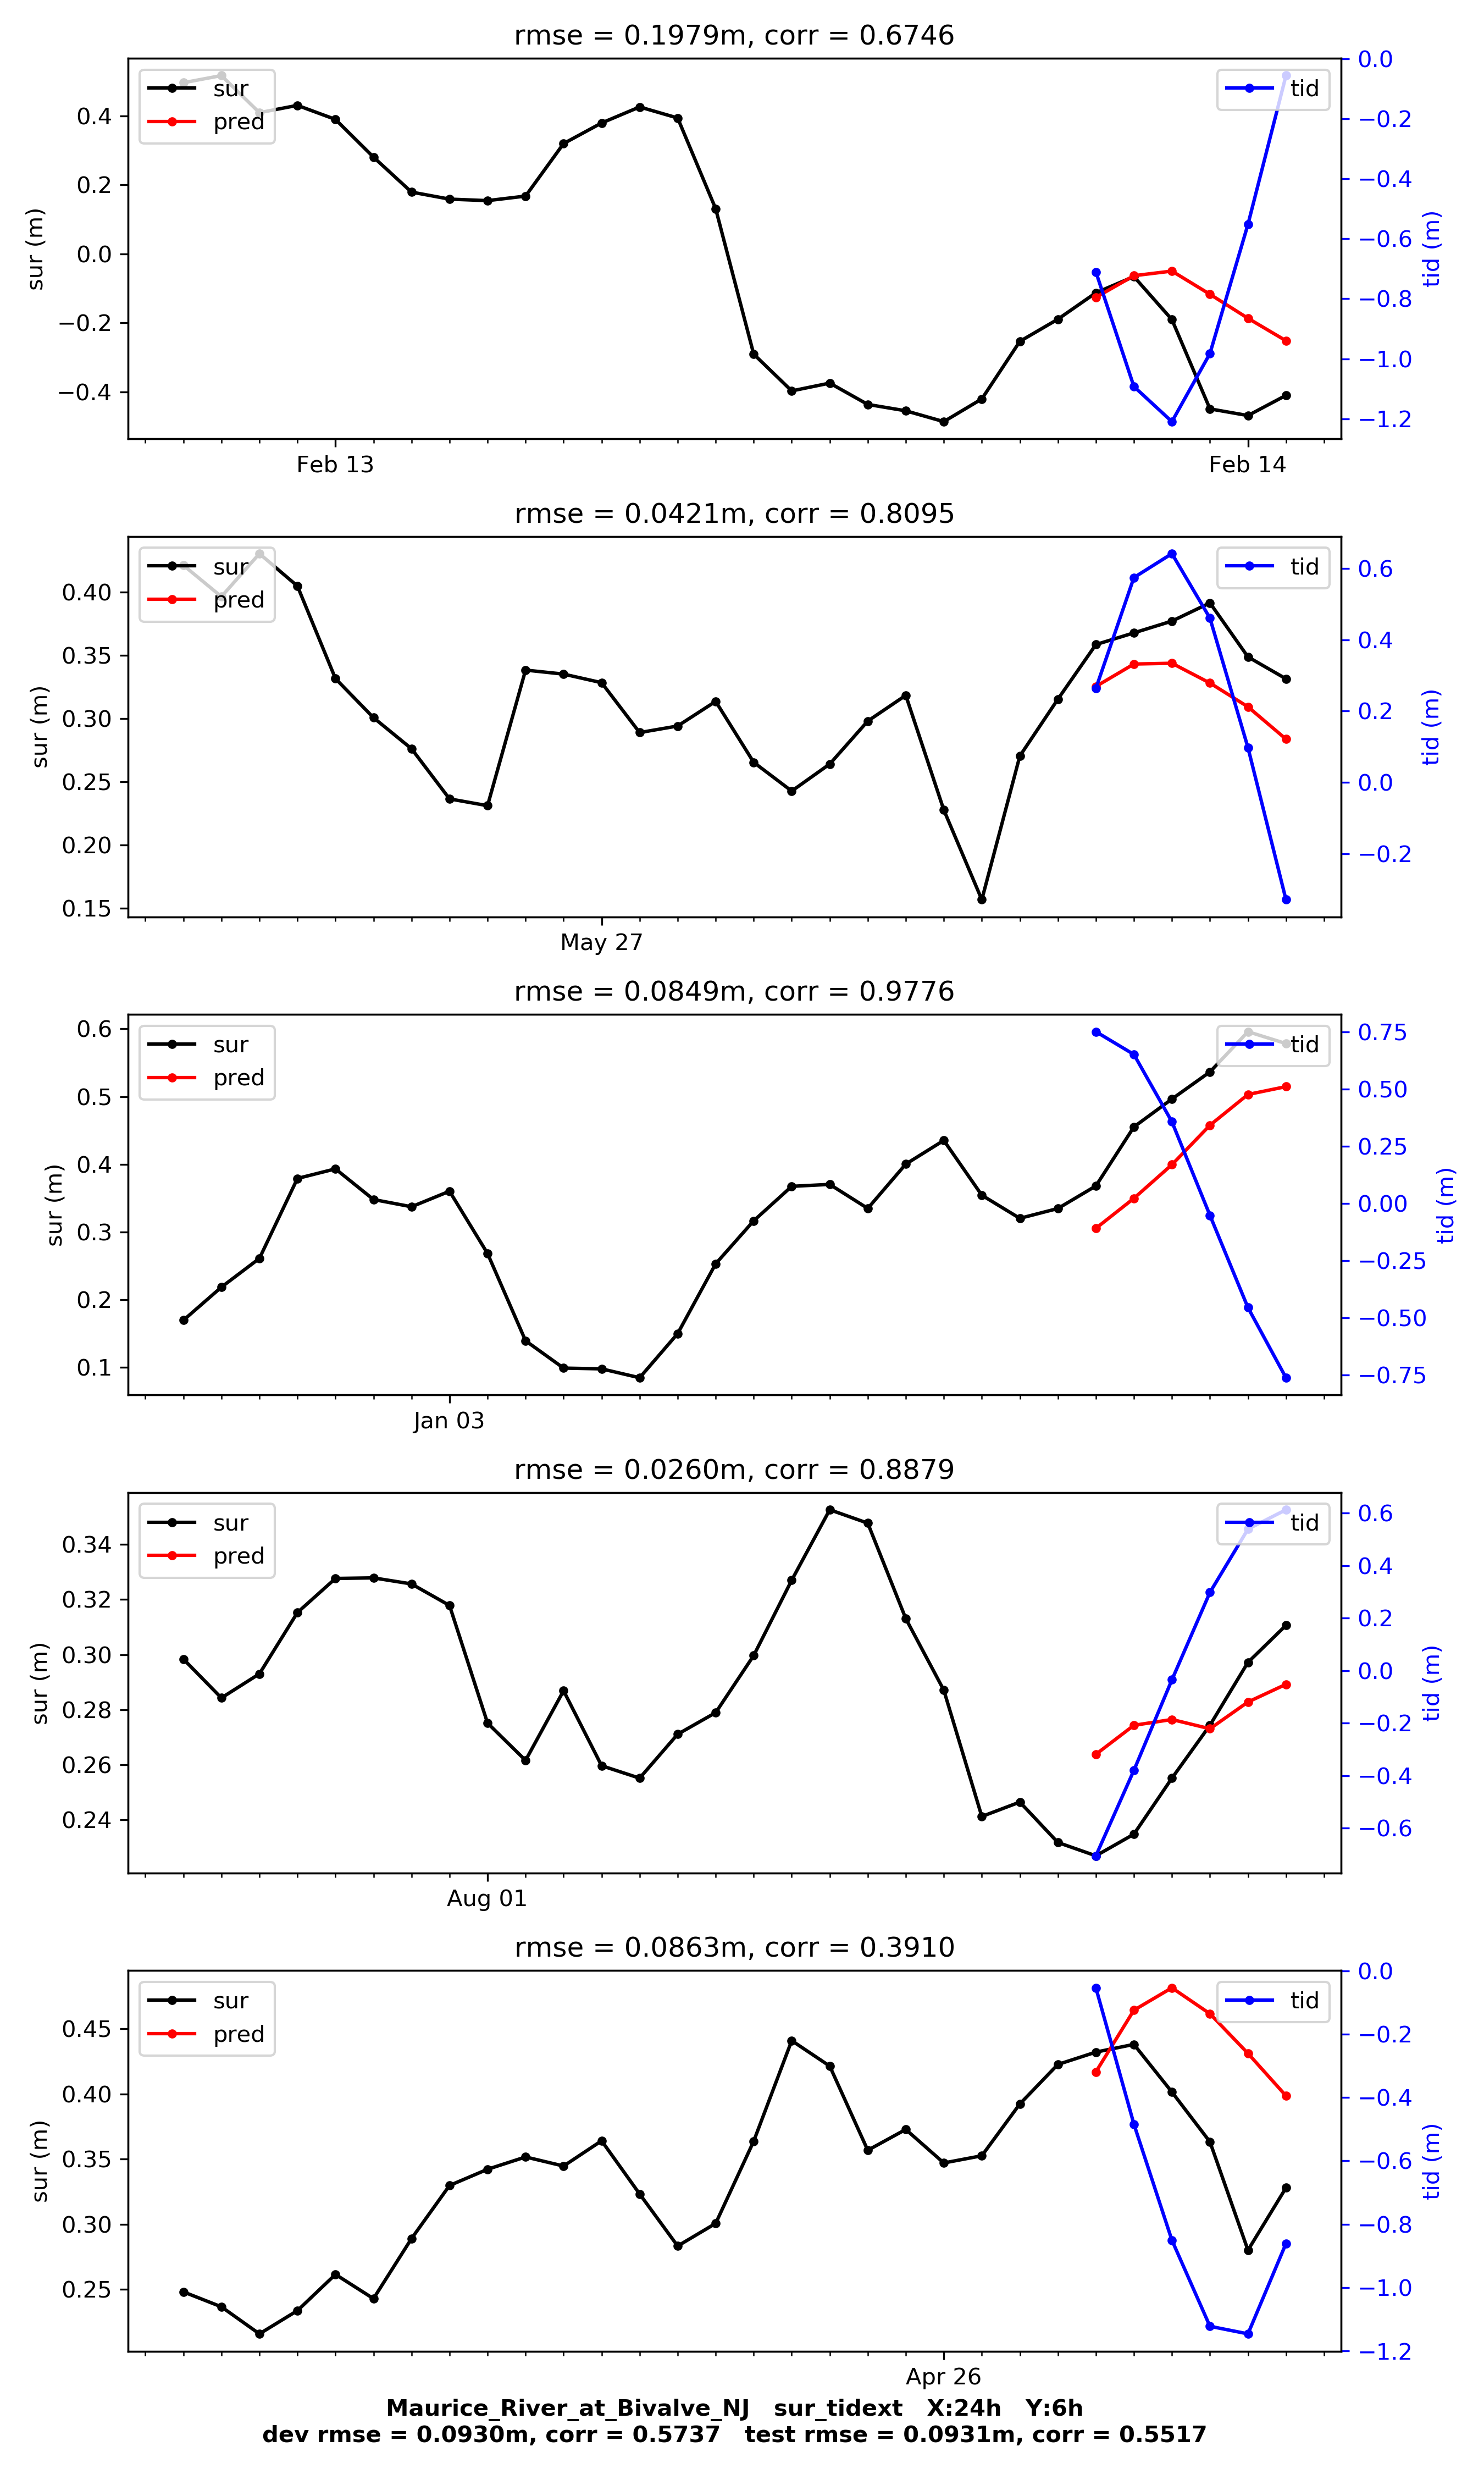 rmse = 0.1979m, corr = 0.6746
sur
pred
tid
0.4
0.2
0.0
−0.2
−0.4
sur (m)
0.0
−0.2
−0.4
−0.6
−0.8
−1.0
−1.2
tid (m)
Feb 13
Feb 14
rmse = 0.0421m, corr = 0.8095
sur
pred
tid
0.40
0.35
0.30
0.25
0.20
0.15
sur (m)
0.6
0.4
0.2
0.0
−0.2
tid (m)
May 27
rmse = 0.0849m, corr = 0.9776
sur
pred
tid
0.6
0.5
0.4
0.3
0.2
0.1
sur (m)
0.75
0.50
0.25
0.00
−0.25
−0.50
−0.75
tid (m)
Jan 03
rmse = 0.0260m, corr = 0.8879
sur
pred
tid
0.34
0.32
0.30
0.28
0.26
0.24
sur (m)
0.6
0.4
0.2
0.0
−0.2
−0.4
−0.6
tid (m)
Aug 01
rmse = 0.0863m, corr = 0.3910
sur
pred
tid
0.45
0.40
0.35
0.30
0.25
sur (m)
0.0
−0.2
−0.4
−0.6
−0.8
−1.0
−1.2
tid (m)
Apr 26
Maurice_River_at_Bivalve_NJ   sur_tidext   X:24h   Y:6h
dev rmse = 0.0930m, corr = 0.5737   test rmse = 0.0931m, corr = 0.5517